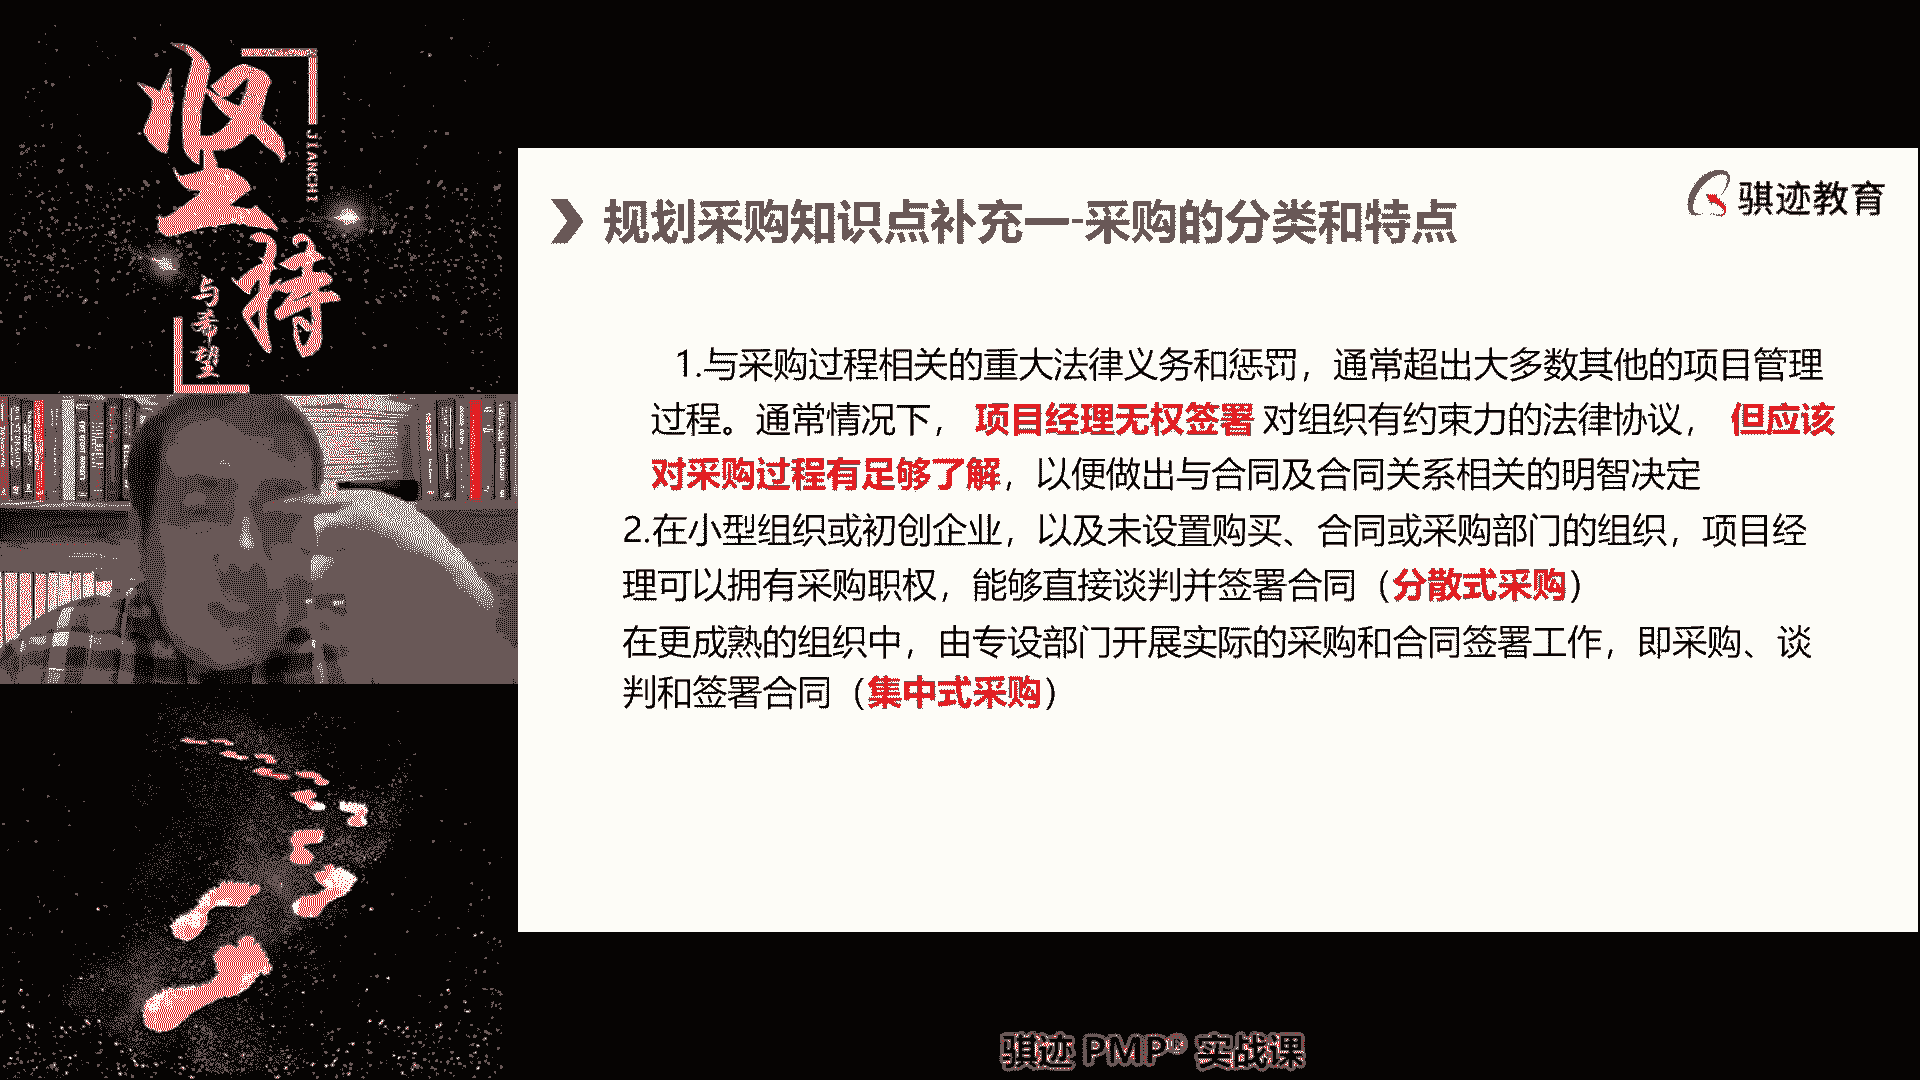 坚持
JIANCHI
与希望
规划采购知识点补充一-采购的分类和特点
骐迹教育
1.与采购过程相关的重大法律义务和惩罚，通常超出大多数其他的项目管理
过程。通常情况下， 项目经理无权签署 对组织有约束力的法律协议， 但应该
对采购过程有足够了解，以便做出与合同及合同关系相关的明智决定
2.在小型组织或初创企业，以及未设置购买、合同或采购部门的组织，项目经
理可以拥有采购职权，能够直接谈判并签署合同（分散式采购）
在更成熟的组织中，由专设部门开展实际的采购和合同签署工作，即采购、谈
判和签署合同（集中式采购）
骐迹 PMP® 实战课